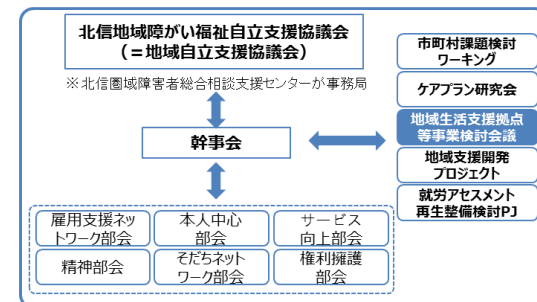 北信地域障がい福祉自立支援協議会
(=地域自立支援協議会)
※北信圏域障害者総合相談支援センターが事務局
幹事会
雇用支援ネッ
トワーク部会
本人中心
部会
サービス
向上部会
精神部会
そだちネット
ワーク部会
権利擁護
部会
市町村課題検討
ワーキング
ケアプラン研究会
地域生活支援拠点
等事業検討会議
地域支援開発
プロジェクト
就労アセスメント
再生整備検討PJ